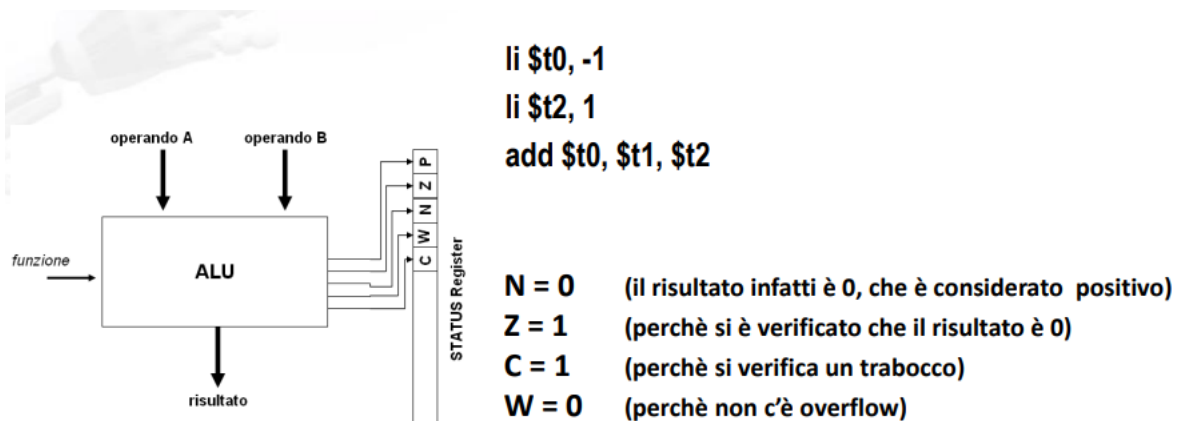 li $t0, -1
li $t2, 1
add $t0, $t1, $t2
operando A operando B
P
Z
N
W
C
STATUS Register
funzione
ALU
risultato
N = 0 (il risultato infatti è 0, che è considerato positivo)
Z = 1 (perchè si è verificato che il risultato è 0)
C = 1 (perchè si verifica un trabocco)
W = 0 (perchè non c'è overflow)